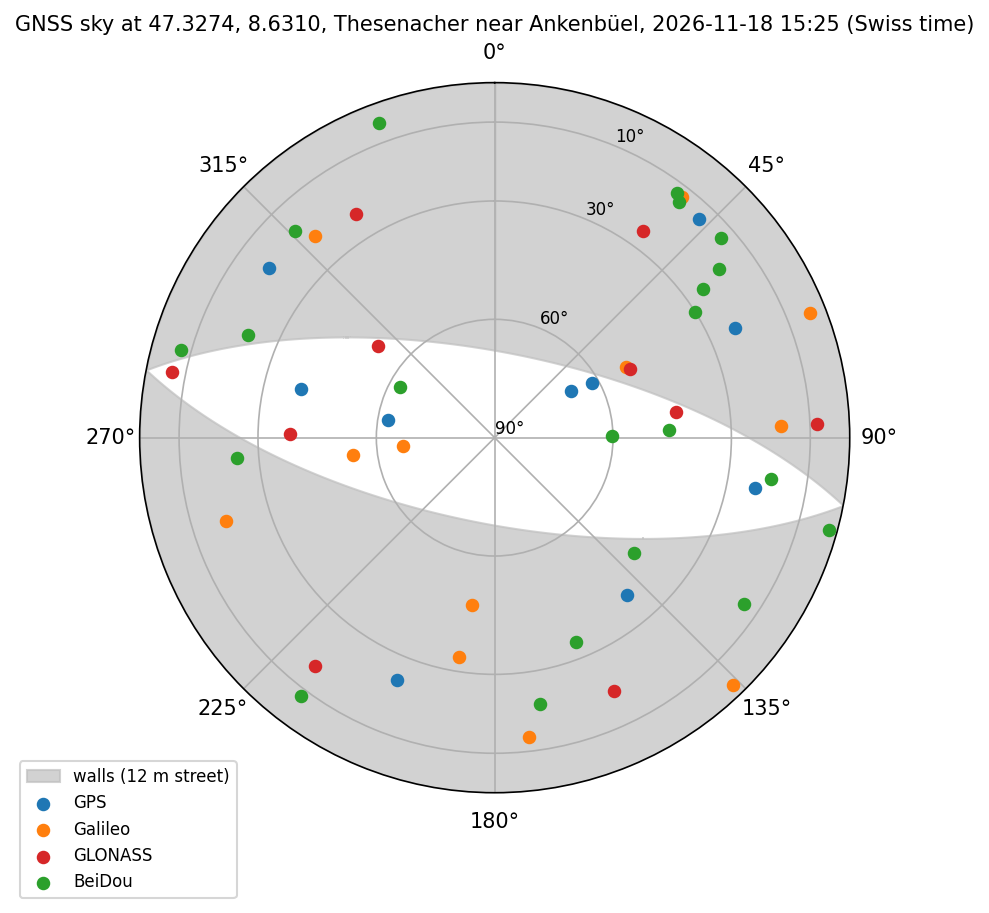 GNSS sky at 47.3274, 8.6310, Thesenacher near Ankenbüel, 2026-11-18 15:25 (Swiss time)
0°
315°
45°
10°
30°
60°
90°
270°
90°
225°
135°
180°
walls (12 m street)
GPS
Galileo
GLONASS
BeiDou